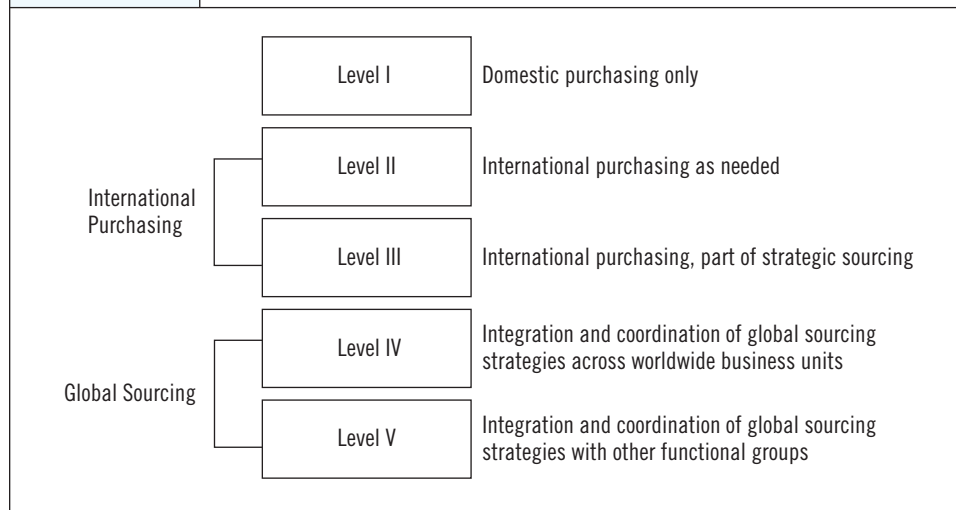 Level I
Domestic purchasing only
International
Purchasing
Level II
International purchasing as needed
Level III
International purchasing, part of strategic sourcing
Global Sourcing
Level IV
Integration and coordination of global sourcing
strategies across worldwide business units
Level V
Integration and coordination of global sourcing
strategies with other functional groups